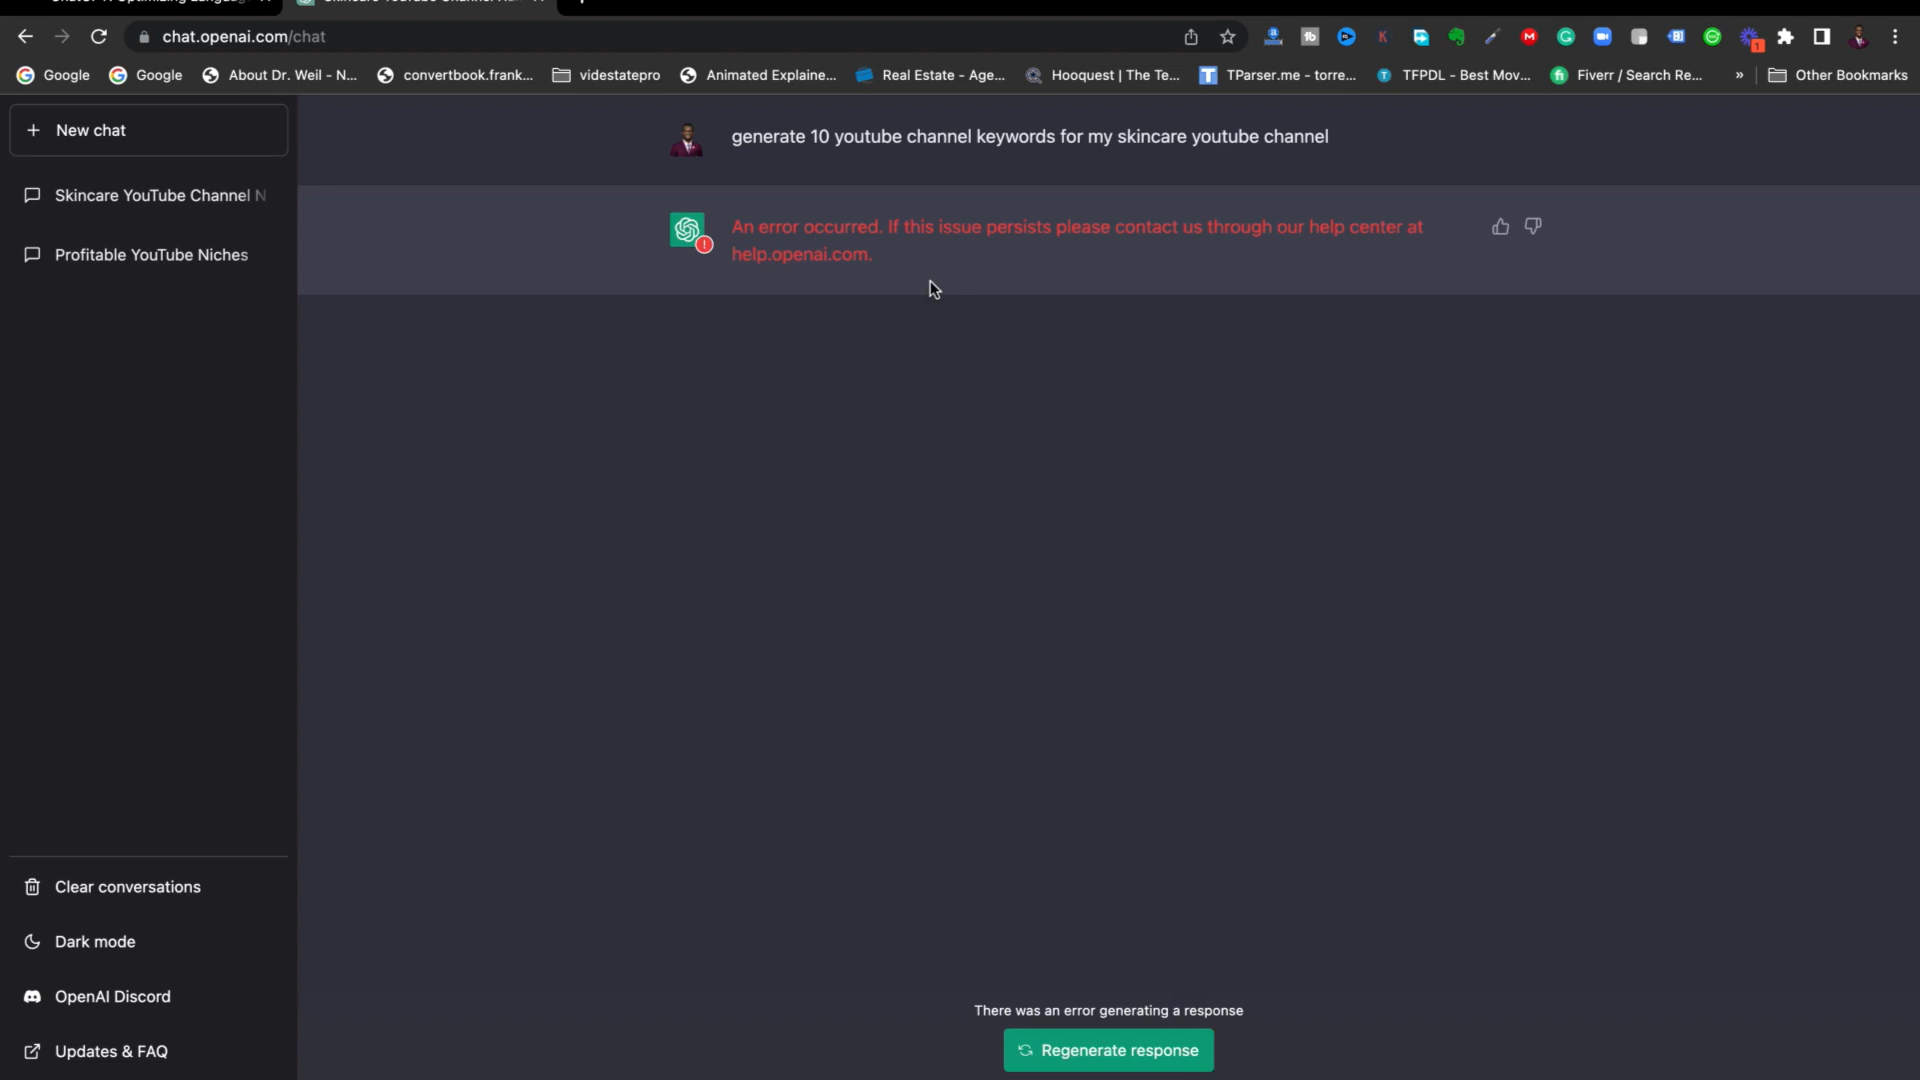 chat.openai.com/chat
Google
Google
About Dr. Weil - N...
convertbook.frank...
videstatepro
Animated Explaine...
Real Estate - Age...
Hooquest | The Te...
TParser.me - torre...
TFPDL - Best Mov...
Fiverr / Search Re...
»
Other Bookmarks
New chat
Skincare YouTube Channel N
Profitable YouTube Niches
generate 10 youtube channel keywords for my skincare youtube channel
An error occurred. If this issue persists please contact us through our help center at
help.openai.com.
Clear conversations
Dark mode
OpenAI Discord
Updates & FAQ
There was an error generating a response
Regenerate response